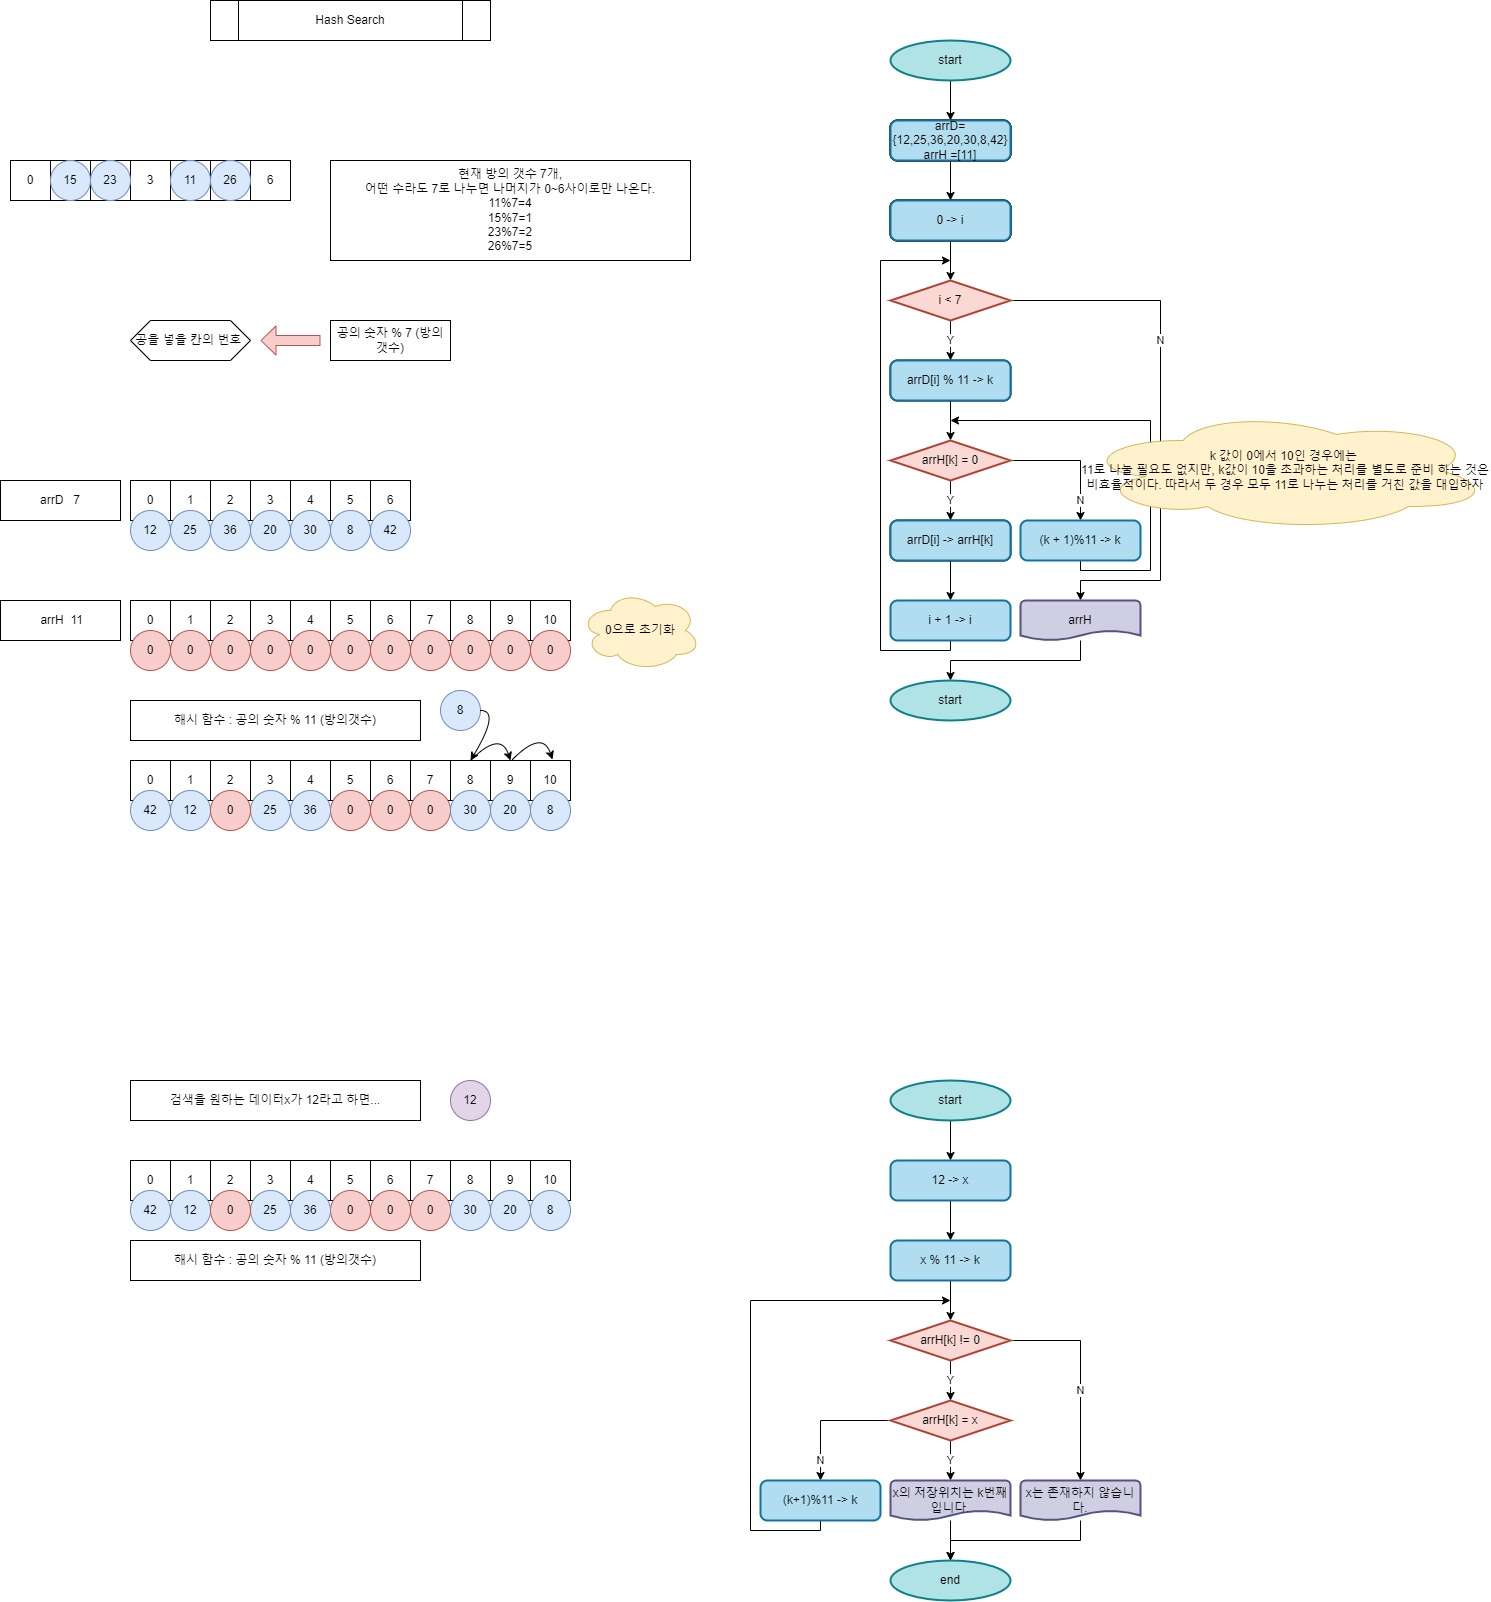 Hash Search
0 15 23 3 11 26 6
현재 방의 갯수 7개,
어떤 수라도 7로 나누면 나머지가 0~6사이로만 나온다.
11%7=4
15%7=1
23%7=2
26%7=5
공을 넣을 칸의 번호
공의 숫자 % 7 (방의
갯수)
arrD 7
0 1 2 3 4 5 6
12 25 36 20 30 8 42
arrH 11
0 1 2 3 4 5 6 7 8 9 10
0 0 0 0 0 0 0 0 0 0 0
0으로 초기화
해시 함수 : 공의 숫자 % 11 (방의갯수)
8
0 1 2 3 4 5 6 7 8 9 10
42 12 0 25 36 0 0 0 30 20 8
start
arrD=
{12,25,36,20,30,8,42}
arrH =[11]
0 -> i
i < 7
Y
N
arrD[i] % 11 -> k
k 값이 0에서 10인 경우에는
11로 나눌 필요도 없지만, k값이 10을 초과하는 처리를 별도로 준비 하는 것은
비효율적이다. 따라서 두 경우 모두 11로 나누는 처리를 거친 값을 대입하자
arrH[k] = 0
Y
N
arrD[i] -> arrH[k]
(k + 1)%11 -> k
i + 1 -> i
arrH
start
검색을 원하는 데이터x가 12라고 하면...
12
0 1 2 3 4 5 6 7 8 9 10
42 12 0 25 36 0 0 0 30 20 8
해시 함수 : 공의 숫자 % 11 (방의갯수)
start
12 -> x
x % 11 -> k
arrH[k] != 0
Y
N
arrH[k] = x
N
Y
(k+1)%11 -> k
x의 저장위치는 k번째
입니다.
x는 존재하지 않습니
다.
end